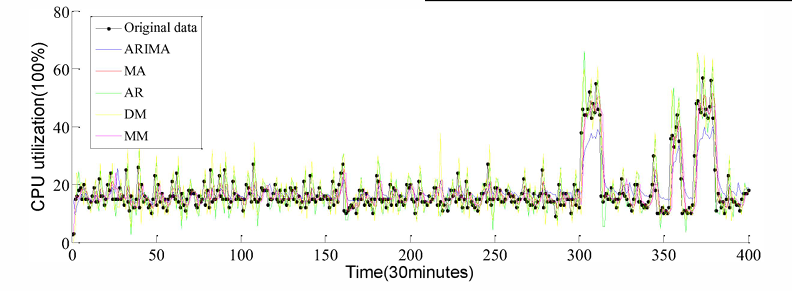 80
60
40
20
0
CPU utilization(100%)
Original data
ARIMA
MA
AR
DM
MM
0 50 100 150 200 250 300 350 400
Time(30minutes)